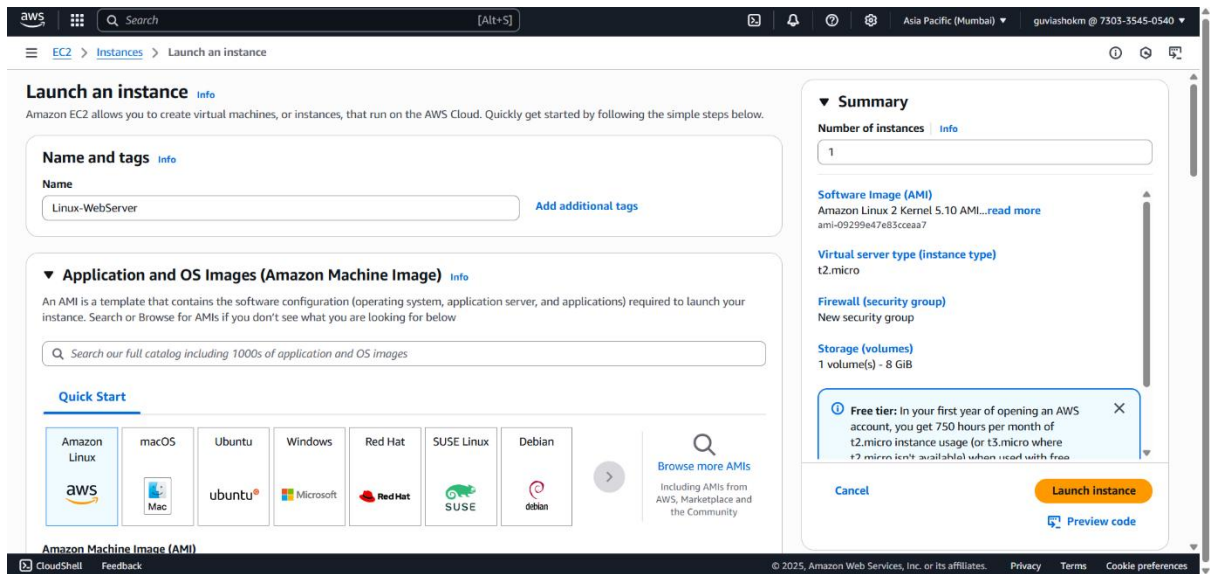 aws
Search [Alt+S]
Asia Pacific (Mumbai) ▼ guviashokm @ 7303-3545-0540 ▼
EC2 > Instances > Launch an instance
Launch an instance Info
Amazon EC2 allows you to create virtual machines, or instances, that run on the AWS Cloud. Quickly get started by following the simple steps below.
Name and tags Info
Name
Linux-WebServer
Add additional tags
▼ Application and OS Images (Amazon Machine Image) Info
An AMI is a template that contains the software configuration (operating system, application server, and applications) required to launch your
instance. Search or Browse for AMIs if you don't see what you are looking for
below
Search our full catalog including 1000s of application and OS images
Quick Start
Amazon
Linux
aws
macOS
Mac
Ubuntu
ubuntu®
Windows
Microsoft
Red Hat
Red Hat
SUSE Linux
SUSE
Debian
debian
Browse more AMIs
Including AMIs from
AWS, Marketplace and
the Community
Amazon Machine Image (AMI)
▼ Summary
Number of instances Info
1
Software Image (AMI)
Amazon Linux 2 Kernel 5.10 AMI...read more
ami-09299e47e83cceaa7
Virtual server type (instance type)
t2.micro
Firewall (security group)
New security group
Storage (volumes)
1 volume(s) - 8 GiB
Free tier: In your first year of opening an AWS
account, you get 750 hours per month of
t2.micro instance usage (or t3.micro where
t2.micro isn't available) when used with free
Cancel
Launch instance
Preview code
CloudShell Feedback
© 2025, Amazon Web Services, Inc. or its affiliates. Privacy Terms Cookie preferences